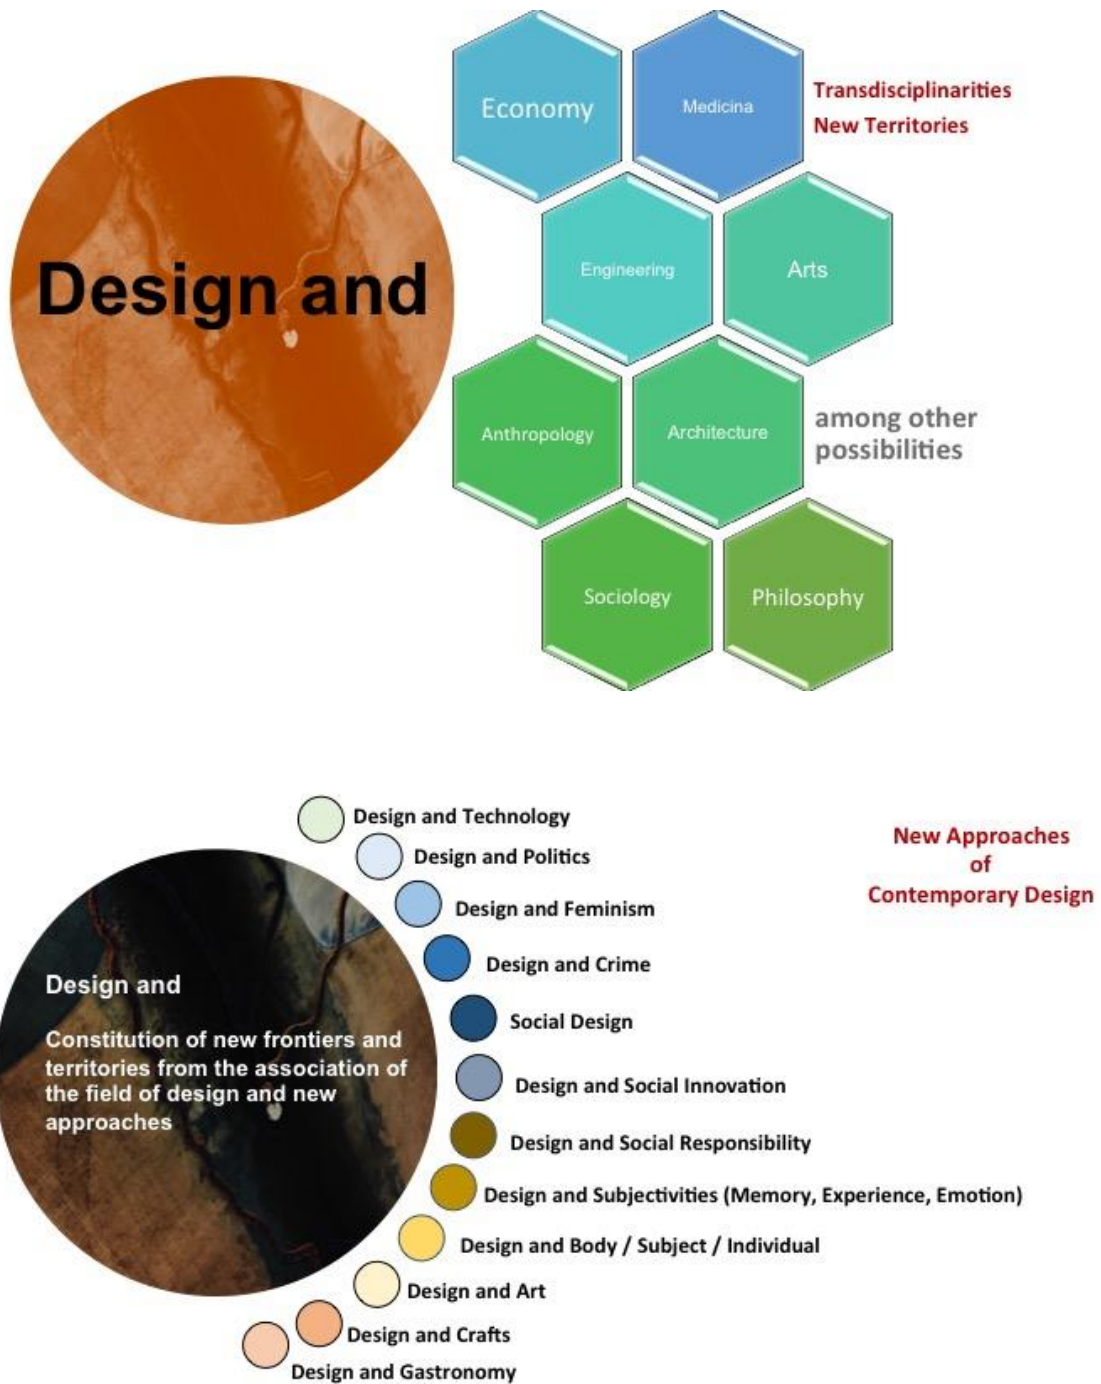 Design and
Economy
Medicina
Transdisciplinarities
New Territories
Engineering
Arts
Anthropology
Architecture
among other
possibilities
Sociology
Philosophy
Design and Technology
Design and Politics
Design and Feminism
Design and Crime
Social Design
Design and Social Innovation
Design and Social Responsibility
Design and Subjectivities (Memory, Experience, Emotion)
Design and Body / Subject / Individual
Design and Art
Design and Crafts
Design and Gastronomy
New Approaches
of
Contemporary Design
Design and
Constitution of new frontiers and
territories from the association of
the field of design and new
approaches